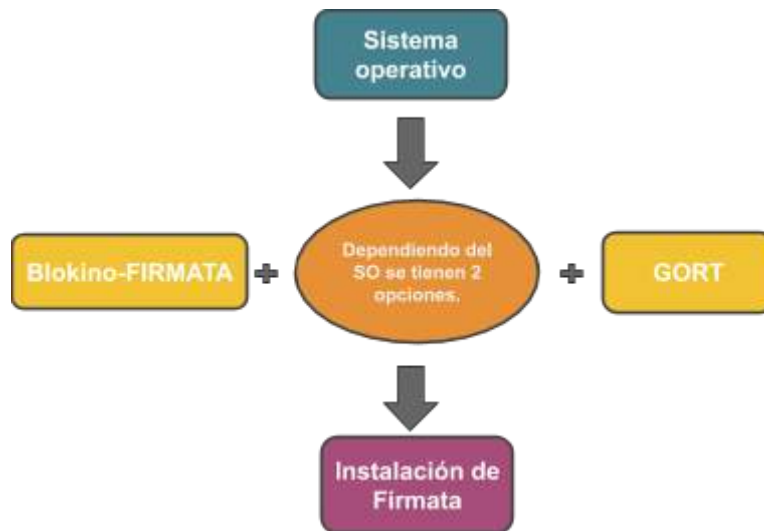 Sistema
operativo
Blokino-FIRMATA
Dependiendo del
SO se tienen 2
opciones.
GORT
Instalación de
Firmata